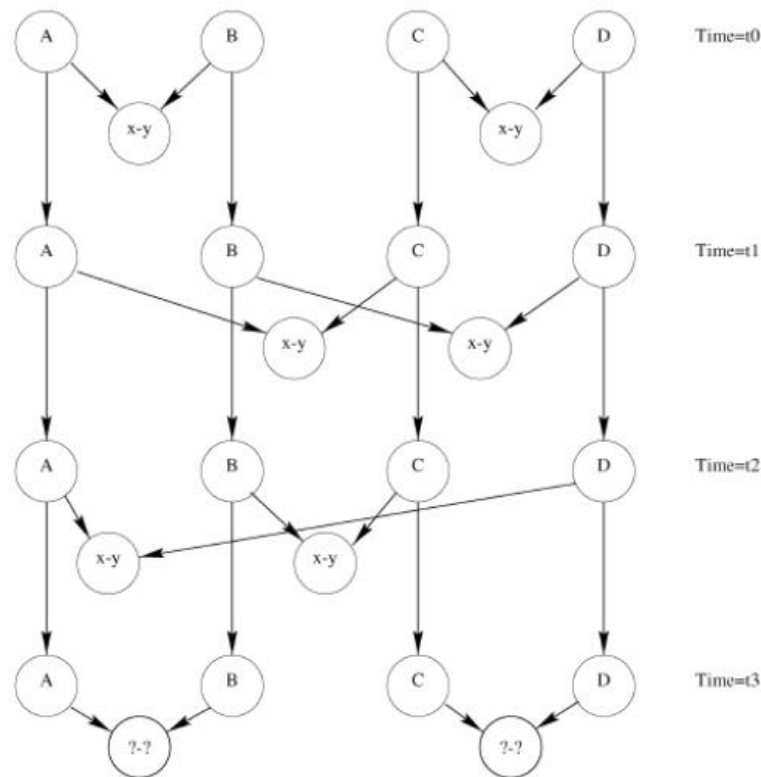 A B C D Time=t0
x-y x-y
A B C D Time=t1
x-y x-y
A B C D Time=t2
x-y x-y
A B C D Time=t3
?-? ?-?